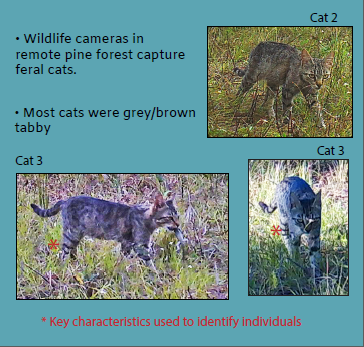 Cat 2
• Wildlife cameras in
remote pine forest capture
feral cats.
• Most cats were grey/brown
tabby
Cat 3
Cat 3
*
*
* Key characteristics used to identify individuals